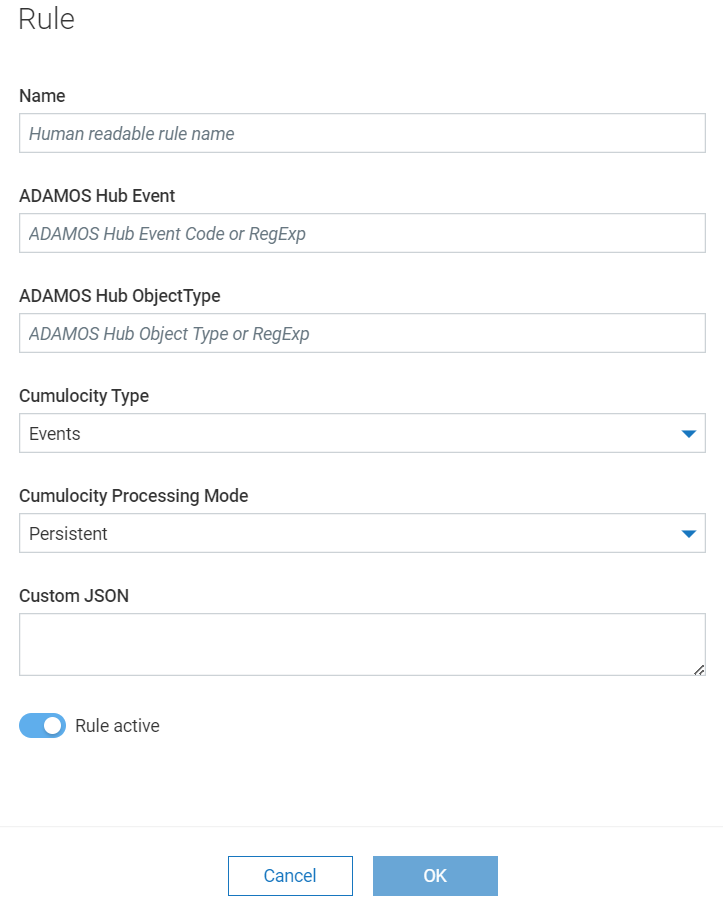 Rule
Name
Human readable rule name
ADAMOS Hub Event
ADAMOS Hub Event Code or RegExp
ADAMOS Hub ObjectType
ADAMOS Hub Object Type or RegExp
Cumulocity Type
Events
Cumulocity Processing Mode
Persistent
Custom JSON
Rule active
Cancel
OK